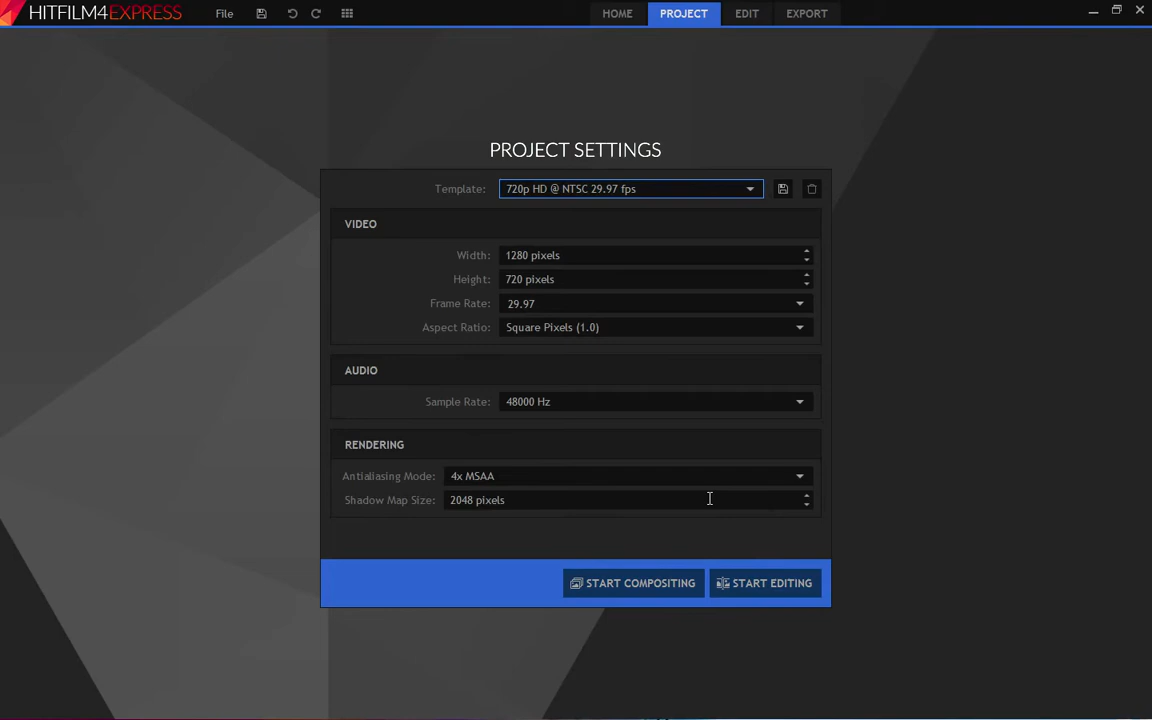 HITFILM4EXPRESS File HOME PROJECT EDIT EXPORT
PROJECT SETTINGS
Template: 720p HD @ NTSC 29.97 fps
VIDEO
Width: 1280 pixels
Height: 720 pixels
Frame Rate: 29.97
Aspect Ratio: Square Pixels (1.0)
AUDIO
Sample Rate: 48000 Hz
RENDERING
Antialiasing Mode: 4x MSAA
Shadow Map Size: 2048 pixels
START COMPOSITING START EDITING